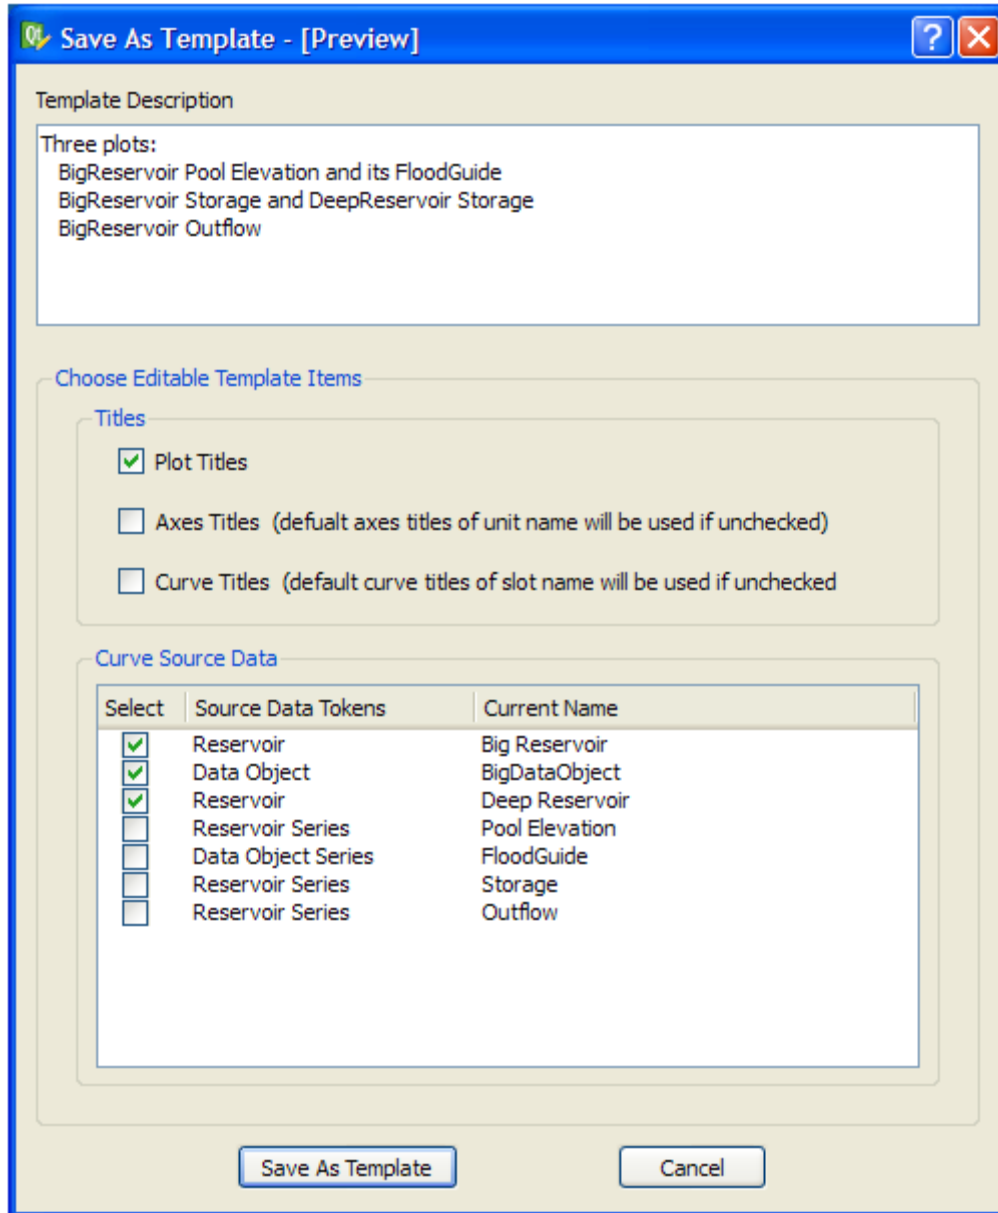 Save As Template - [Preview]
Template Description
Three plots:
BigReservoir Pool Elevation and its FloodGuide
BigReservoir Storage and DeepReservoir Storage
BigReservoir Outflow
Choose Editable Template Items
Titles
Plot Titles
Axes Titles (defualt axes titles of unit name will be used if unchecked)
Curve Titles (default curve titles of slot name will be used if unchecked
Curve Source Data
Select Source Data Tokens Current Name
Reservoir Big Reservoir
Data Object BigDataObject
Reservoir Deep Reservoir
Reservoir Series Pool Elevation
Data Object Series FloodGuide
Reservoir Series Storage
Reservoir Series Outflow
Save As Template Cancel